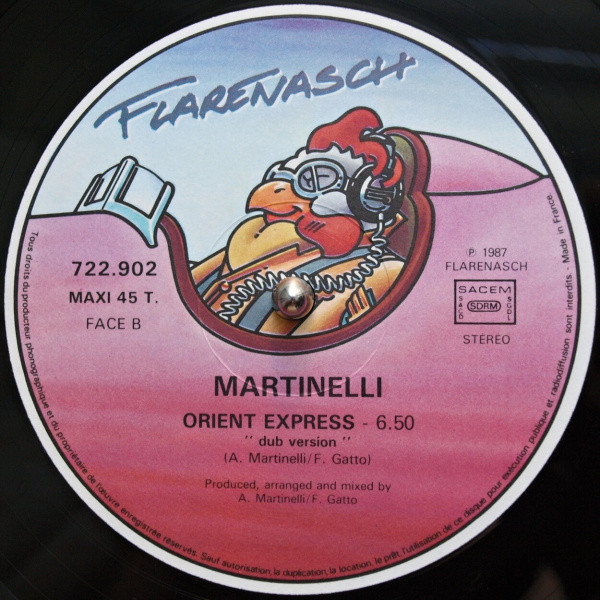 FLARENASCH
722.902
MAXI 45 T.
FACE B
℗ 1987
FLARENASCH
SACEM
SACD
SDRM
SGDL
STEREO
MARTINELLI
ORIENT EXPRESS - 6.50
" dub version "
(A. Martinelli/F. Gatto)
Produced, arranged and mixed by
A. Martinelli/F. Gatto
Tous droits du producteur phonographique et du propriétaire de l'œuvre enregistrée réservés. Sauf autorisation, la duplication, la location, le prêt, l'utilisation de ce disque pour exécution publique et radiodiffusion sont interdits - Made in France.